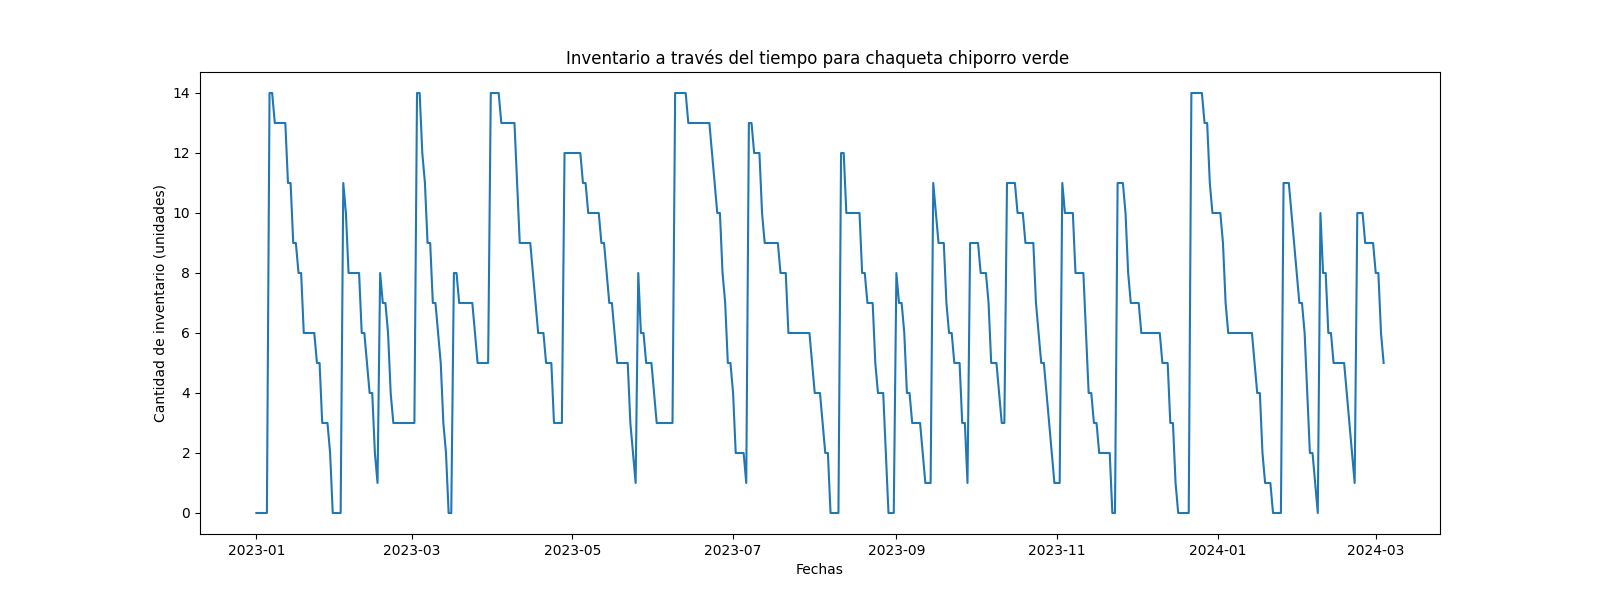 Inventario a través del tiempo para chaqueta chiporro verde
Cantidad de inventario (unidades)
14
12
10
8
6
4
2
0
2023-01 2023-03 2023-05 2023-07 2023-09 2023-11 2024-01 2024-03
Fechas